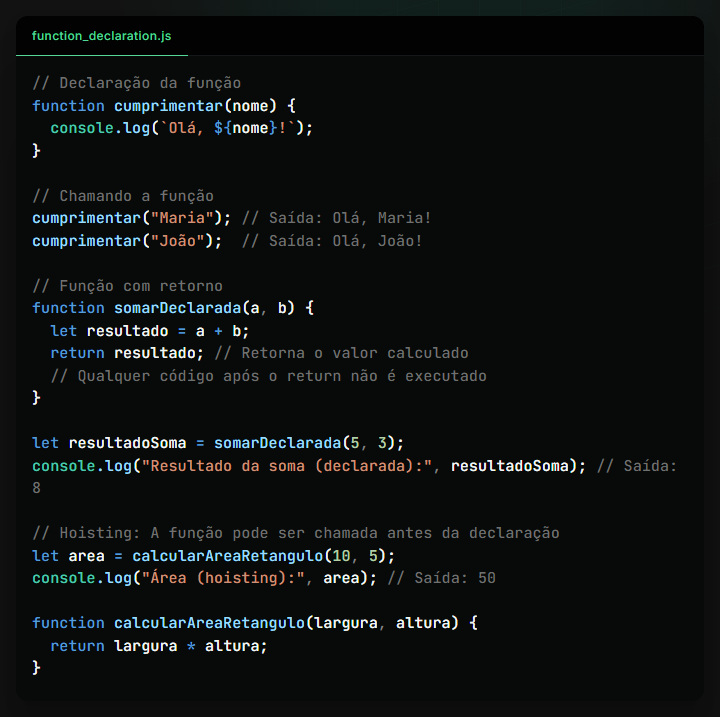 function_declaration.js
// Declaração da função
function cumprimentar(nome) {
  console.log(`Olá, ${nome}!`);
}

// Chamando a função
cumprimentar("Maria"); // Saída: Olá, Maria!
cumprimentar("João");  // Saída: Olá, João!

// Função com retorno
function somarDeclarada(a, b) {
  let resultado = a + b;
  return resultado; // Retorna o valor calculado
  // Qualquer código após o return não é executado
}

let resultadoSoma = somarDeclarada(5, 3);
console.log("Resultado da soma (declarada):", resultadoSoma); // Saída:
8

// Hoisting: A função pode ser chamada antes da declaração
let area = calcularAreaRetangulo(10, 5);
console.log("Área (hoisting):", area); // Saída: 50

function calcularAreaRetangulo(largura, altura) {
  return largura * altura;
}